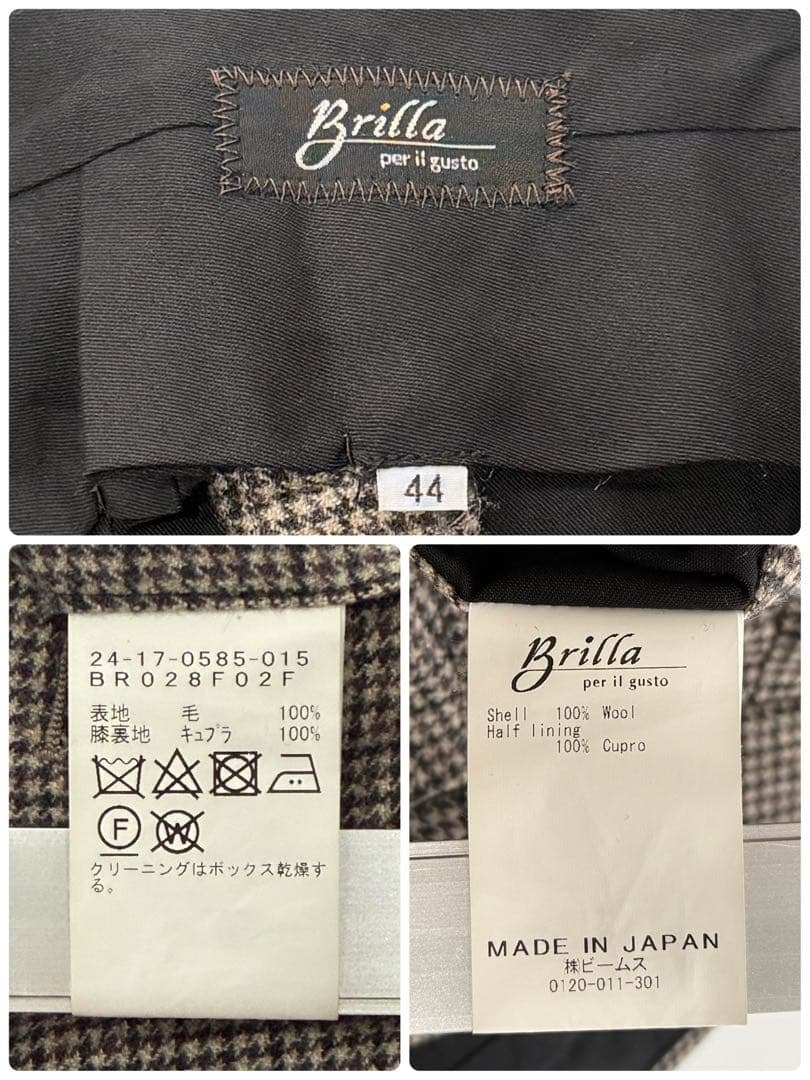 Brilla
per il gusto
44
24-17-0585-015
BR028F02F
表地 毛 100%
膝裏地 キュプラ 100%
F W
クリーニングはボックス乾燥す
る。
Brilla
per il gusto
Shell 100% Wool
Half lining
100% Cupro
MADE IN JAPAN
㈱ビームス
0120-011-301